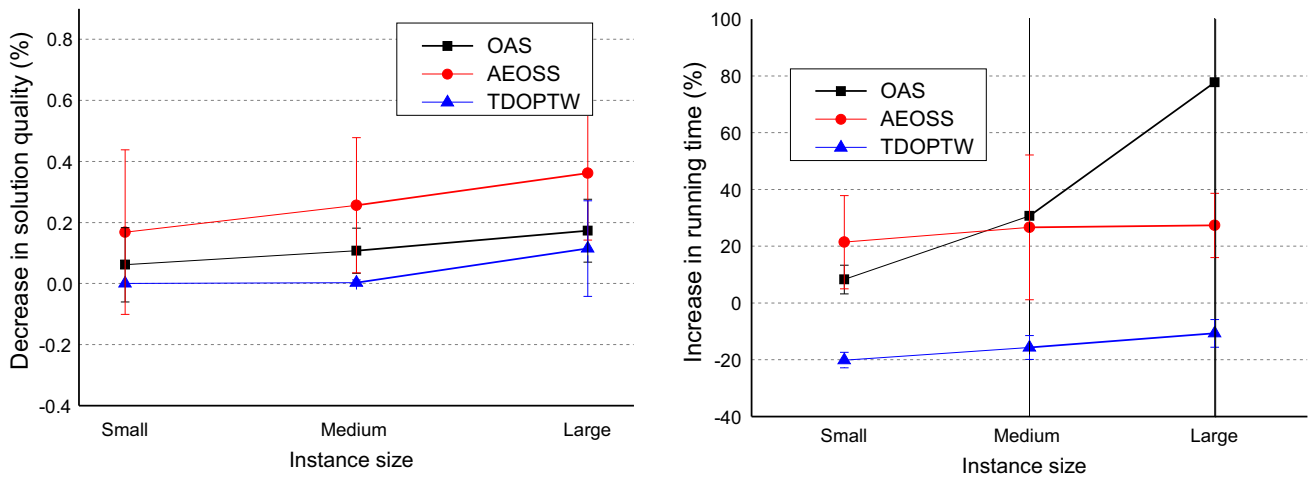 Decrease in solution quality (%)
0.8
0.6
0.4
0.2
0.0
-0.2
-0.4
OAS
AEOSS
TDOPTW
Small
Medium
Large
Instance size
Increase in running time (%)
100
80
60
40
20
0
-20
-40
OAS
AEOSS
TDOPTW
Small
Medium
Large
Instance size